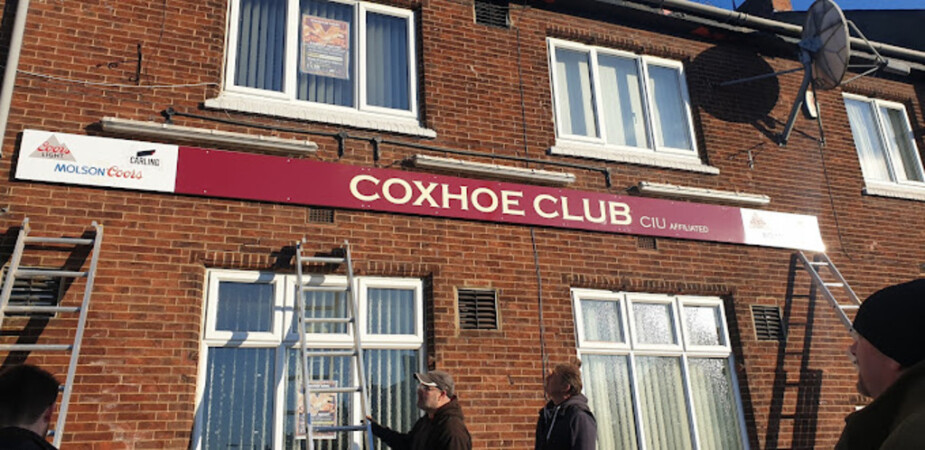 Coors
LIGHT
CARLING
MOLSON Coors
COXHOE CLUB CIU AFFILIATED